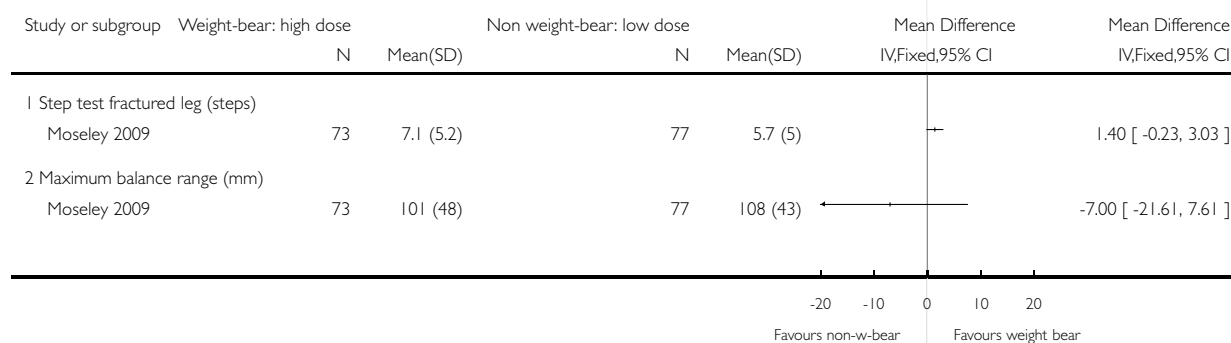 Study or subgroup Weight-bear: high dose Non weight-bear: low dose Mean Difference Mean Difference
N Mean(SD) N Mean(SD) IV,Fixed,95% CI IV,Fixed,95% CI
1 Step test fractured leg (steps)
Moseley 2009 73 7.1 (5.2) 77 5.7 (5) 1.40 [ -0.23, 3.03 ]
2 Maximum balance range (mm)
Moseley 2009 73 101 (48) 77 108 (43) -7.00 [ -21.61, 7.61 ]
-20 -10 0 10 20
Favours non-w-bear Favours weight bear